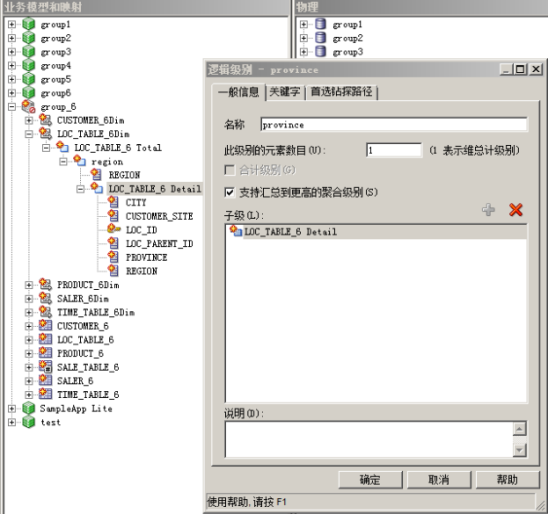 业务模型和映射
group1
group2
group3
group4
group5
group6
group_6
CUSTOMER_6Dim
LOC_TABLE_6Dim
LOC_TABLE_6 Total
region
REGION
LOC_TABLE_6 Detail
CITY
CUSTOMER_SITE
LOC_ID
LOC_PARENT_ID
PROVINCE
REGION
PRODUCT_6Dim
SALER_6Dim
TIME_TABLE_6Dim
CUSTOMER_6
LOC_TABLE_6
PRODUCT_6
SALE_TABLE_6
SALER_6
TIME_TABLE_6
SampleApp Lite
test
物理
group1
group2
group3
逻辑级别 - province
一般信息 关键字 首选钻探路径
名称 province
此级别的元素数目(U): 1 (1 表示维总计级别)
合计级别(G)
支持汇总到更高的聚合级别(S)
子级(L):
LOC_TABLE_6 Detail
说明(D):
确定 取消 帮助
使用帮助,请按 F1